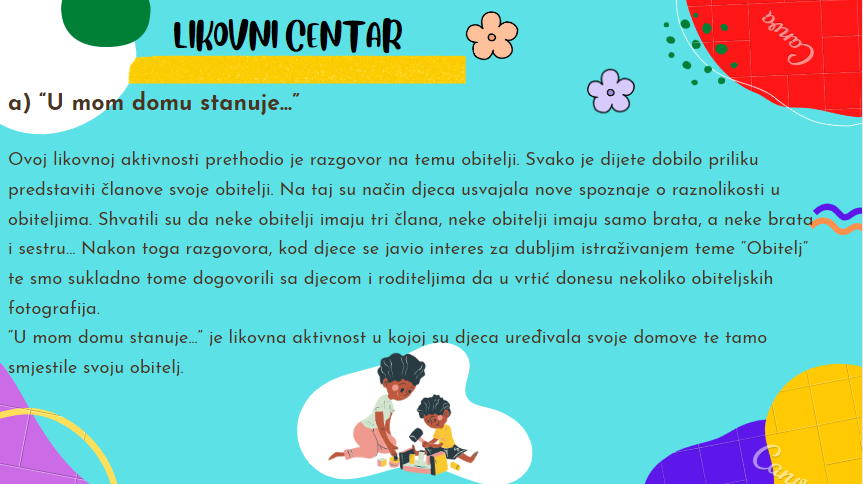 LIKOVNI CENTAR
Canva
a) “U mom domu stanuje...”
Ovoj likovnoj aktivnosti prethodio je razgovor na temu obitelji. Svako je dijete dobilo priliku
predstaviti članove svoje obitelji. Na taj su način djeca usvajala nove spoznaje o raznolikosti u
obiteljima. Shvatili su da neke obitelji imaju tri člana, neke obitelji imaju samo brata, a neke brata
i sestru... Nakon toga razgovora, kod djece se javio interes za dubljim istraživanjem teme “Obitelj”
te smo sukladno tome dogovorili sa djecom i roditeljima da u vrtić donesu nekoliko obiteljskih
fotografija.
“U mom domu stanuje...” je likovna aktivnost u kojoj su djeca uređivala svoje domove te tamo
smjestile svoju obitelj.
Canv